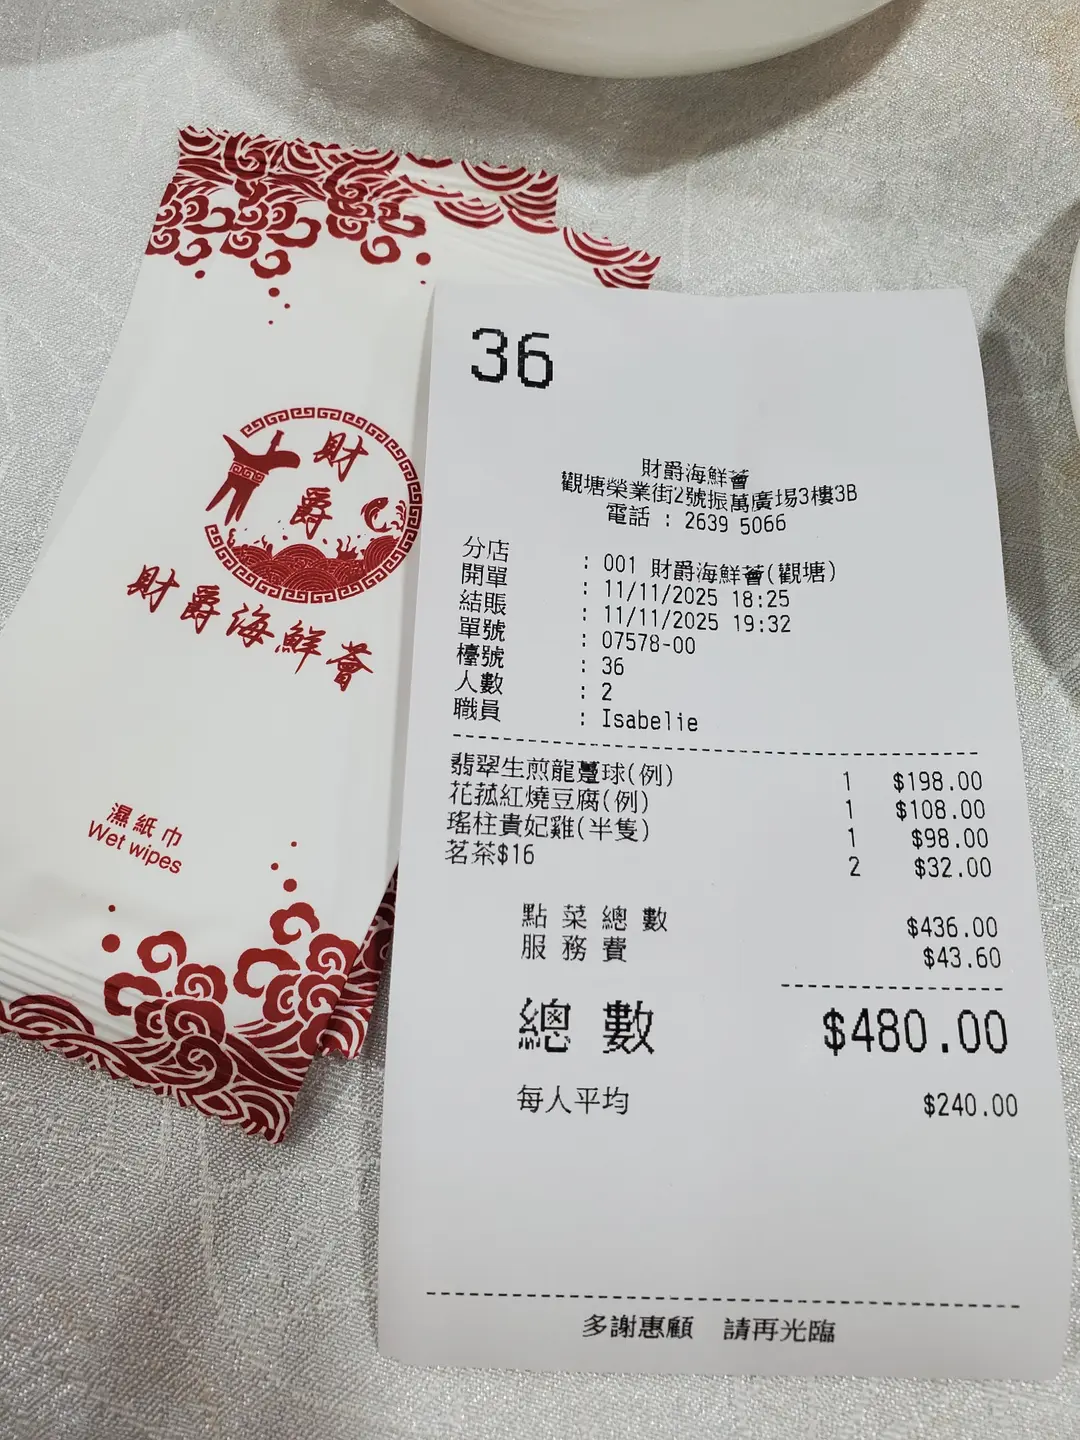 財
爵
財爵海鮮薈
濕紙巾
Wet wipes
36
財爵海鮮薈
觀塘榮業街2號振萬廣場3樓3B
電話 : 2639 5066
分店 : 001 財爵海鮮薈(觀塘)
開單 : 11/11/2025 18:25
結賬 : 11/11/2025 19:32
單號 : 07578-00
檯號 : 36
人數 : 2
職員 : Isabelie
翡翠生煎龍躉球(例) 1 $198.00
花菰紅燒豆腐(例) 1 $108.00
瑤柱貴妃雞(半隻) 1 $98.00
茗茶$16 2 $32.00
點菜總數 $436.00
服務費 $43.60
總數 $480.00
每人平均 $240.00
多謝惠顧 請再光臨